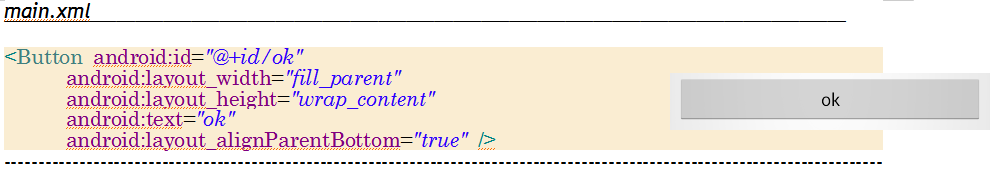 main.xml
<Button android:id="@+id/ok"
android:layout_width="fill_parent"
android:layout_height="wrap_content"
android:text="ok"
android:layout_alignParentBottom="true" />
ok